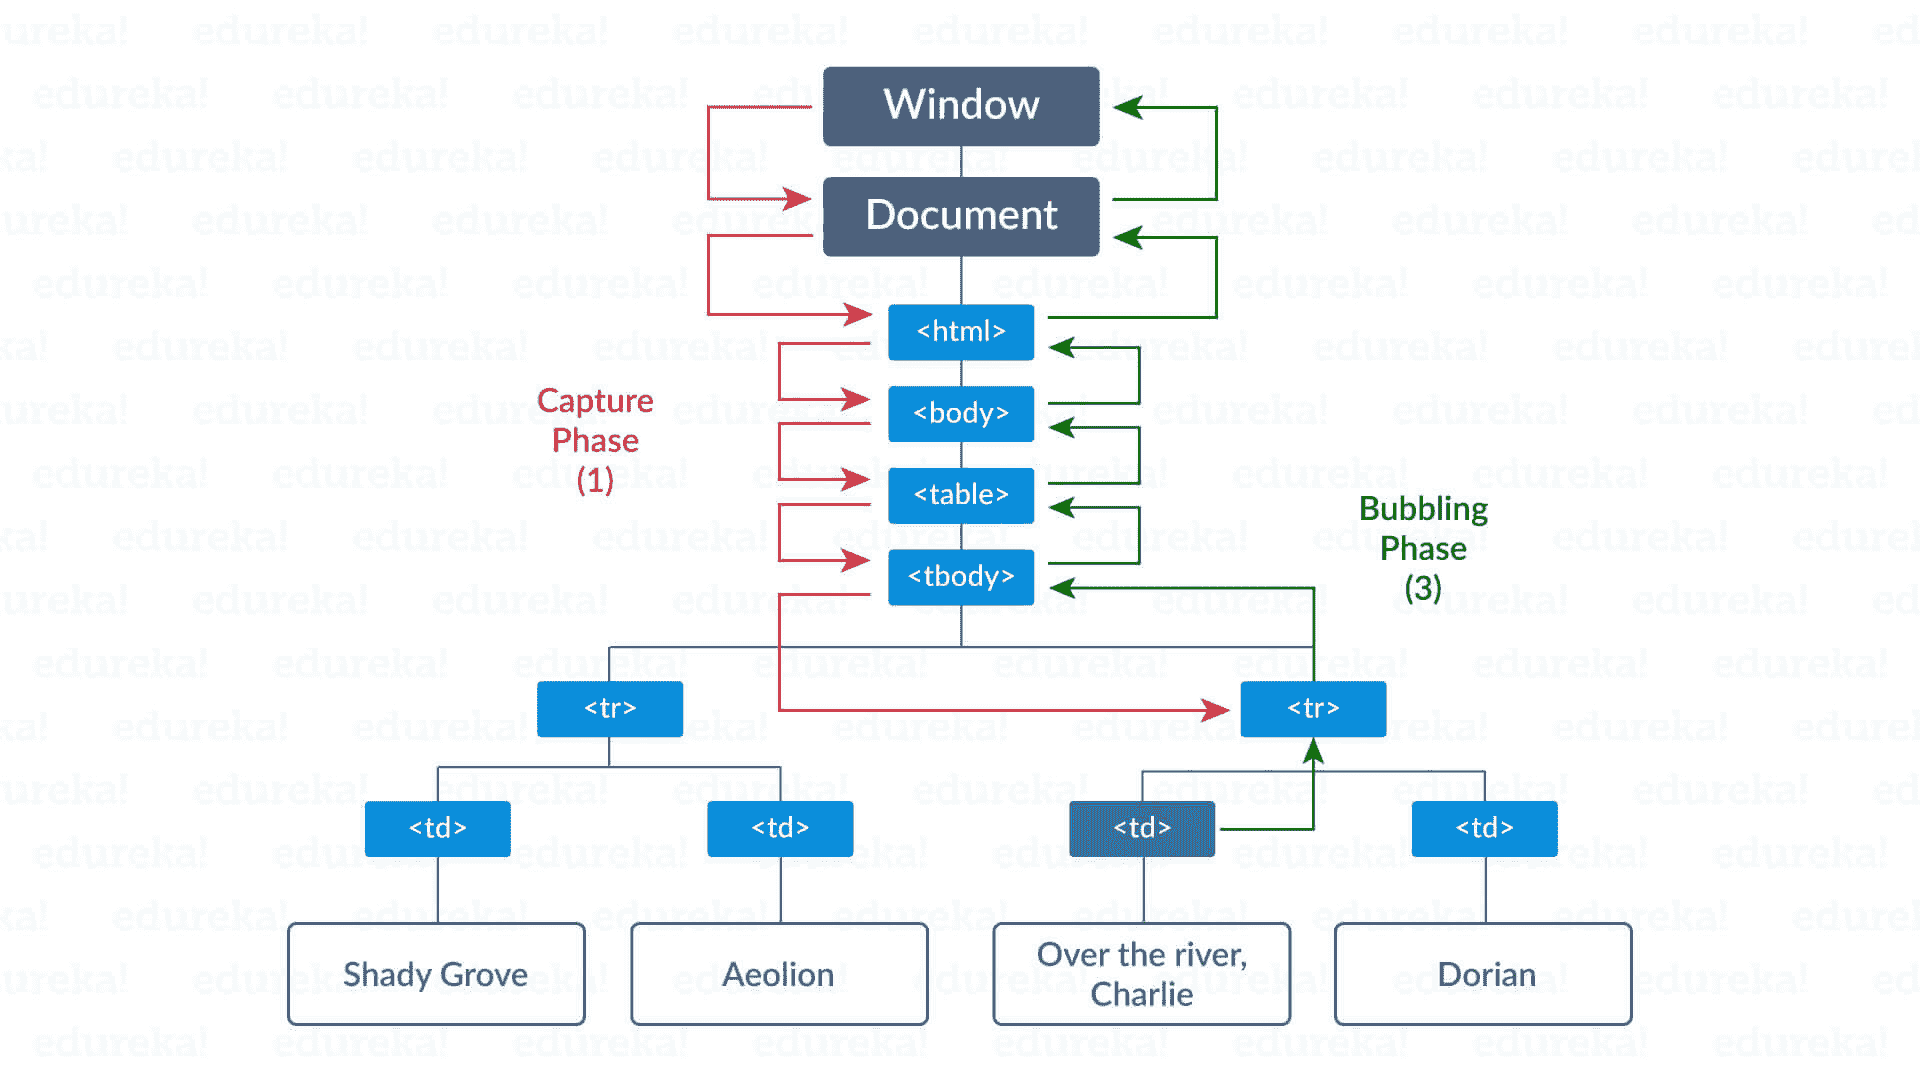 Window
Document
<html>
<body>
Capture
Phase
(1)
<table>
Bubbling
Phase
(3)
<tbody>
<tr>
<tr>
<td>
<td>
<td>
<td>
Shady Grove
Aeolion
Over the river,
Charlie
Dorian
edureka!